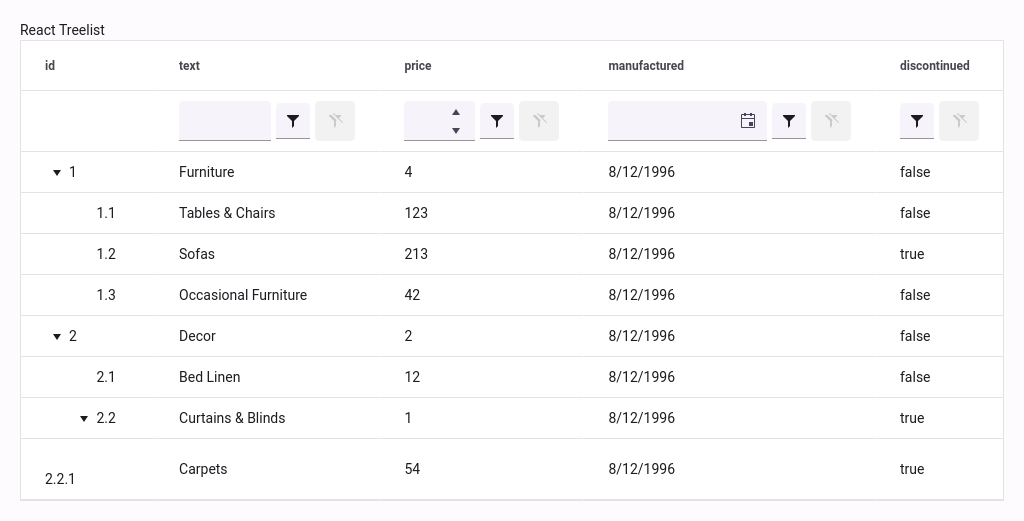 React Treelist
id text price manufactured discontinued
1 Furniture 4 8/12/1996 false
1.1 Tables & Chairs 123 8/12/1996 false
1.2 Sofas 213 8/12/1996 true
1.3 Occasional Furniture 42 8/12/1996 false
2 Decor 2 8/12/1996 false
2.1 Bed Linen 12 8/12/1996 false
2.2 Curtains & Blinds 1 8/12/1996 true
2.2.1 Carpets 54 8/12/1996 true